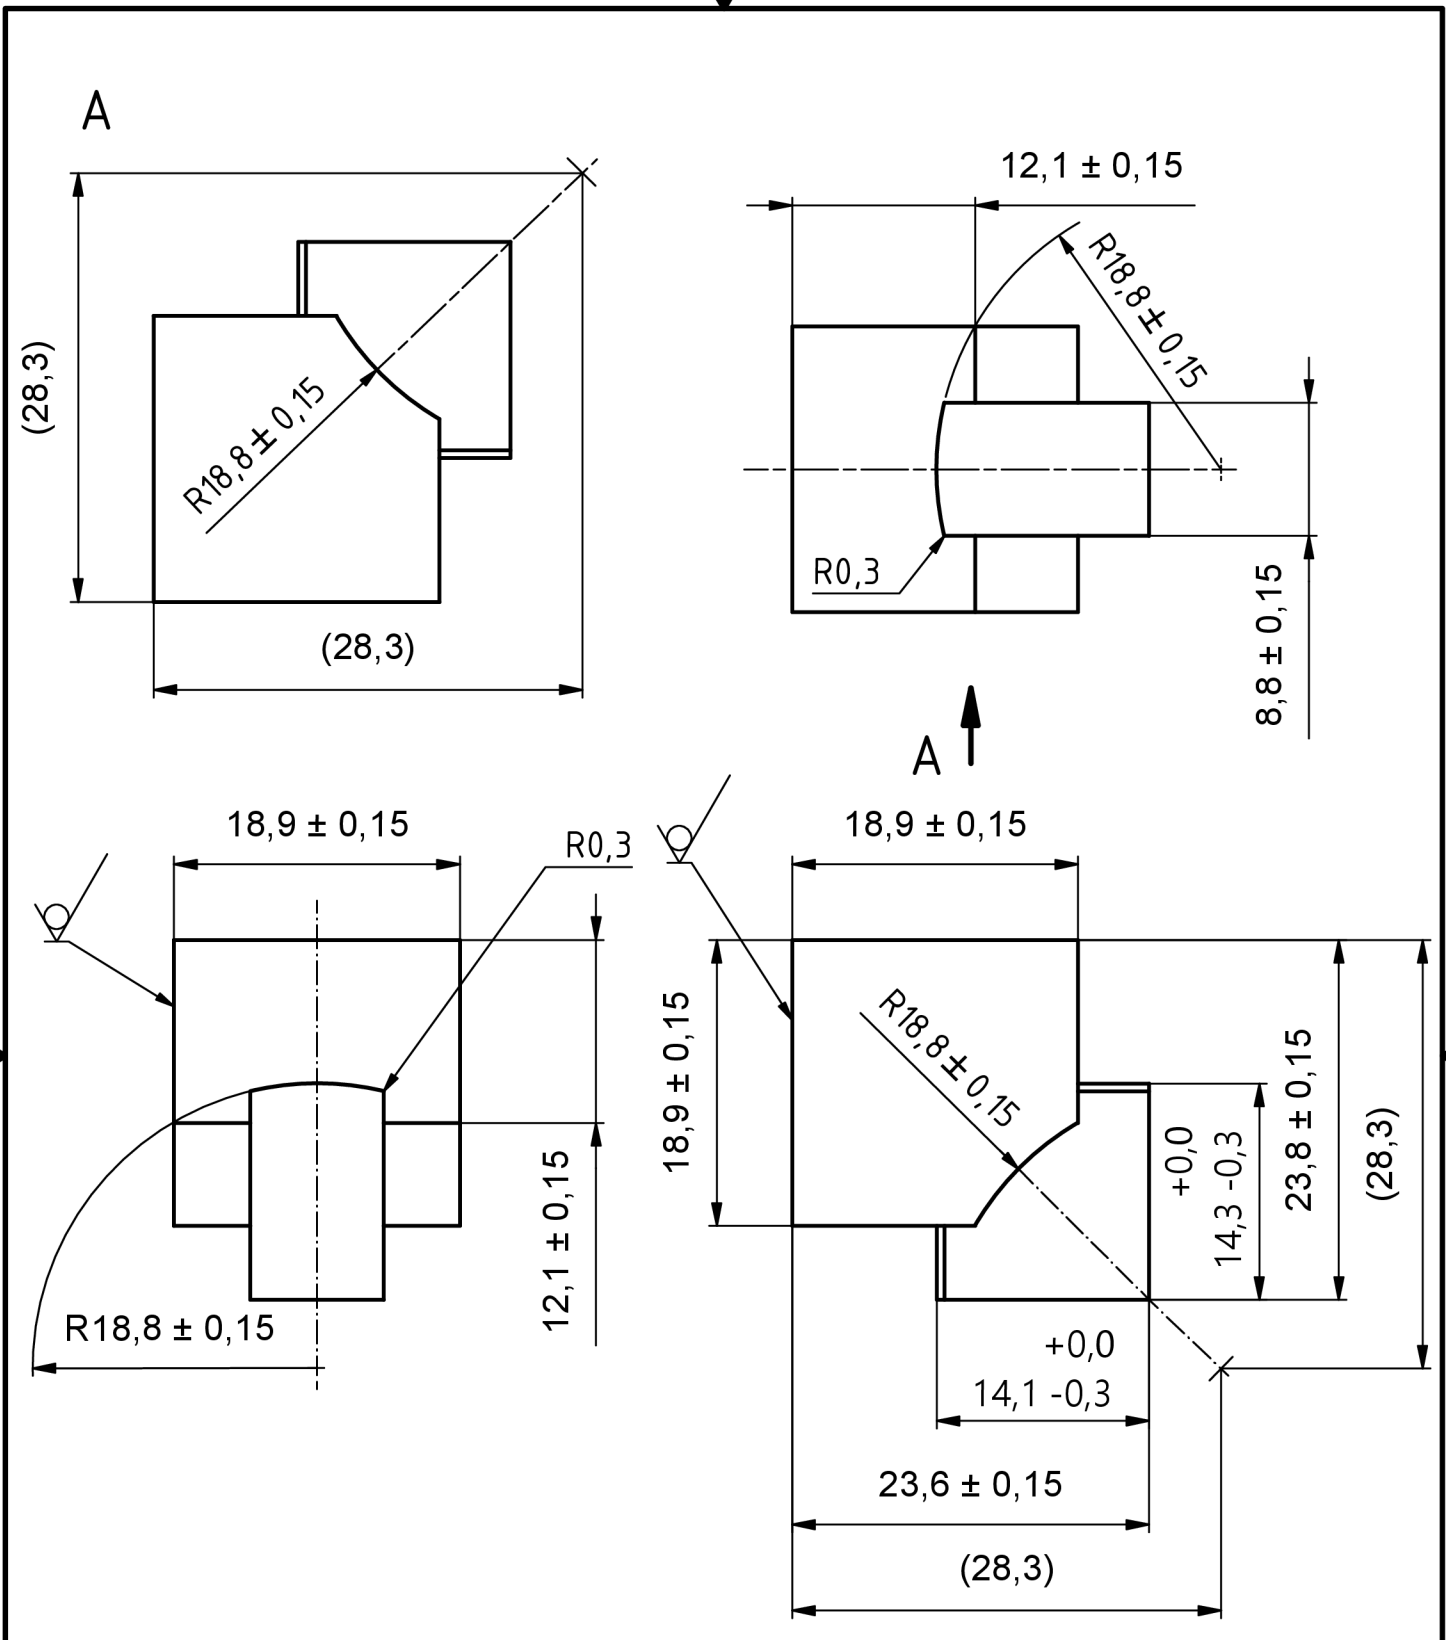 A
(28,3)
R18,8 ± 0,15
(28,3)
12,1 ± 0,15
R18,8 ± 0,15
R0,3
8,8 ± 0,15
A
18,9 ± 0,15
R0,3
12,1 ± 0,15
R18,8 ± 0,15
18,9 ± 0,15
18,9 ± 0,15
R18,8 ± 0,15
+0,0
14,3 -0,3
23,8 ± 0,15
(28,3)
+0,0
14,1 -0,3
23,6 ± 0,15
(28,3)